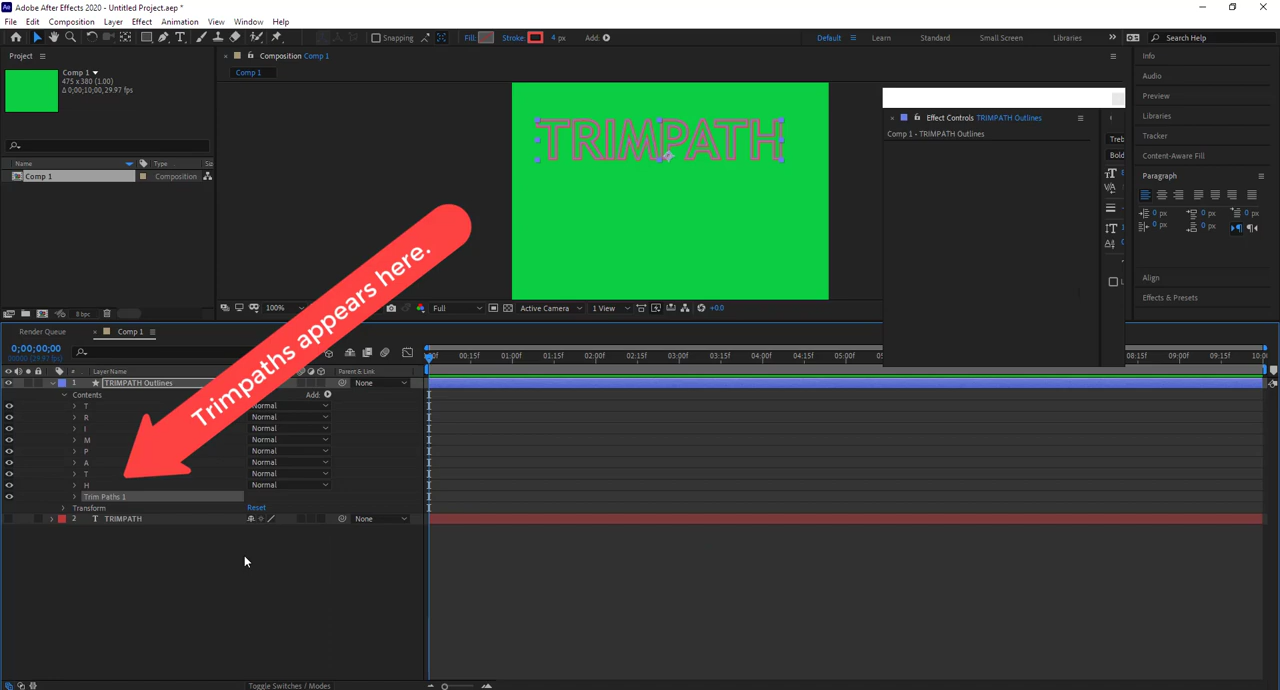 Adobe After Effects 2020 - Untitled Project.aep *
File Edit Composition Layer Effect Animation View Window Help
Snapping Fill: Stroke: 4 px Add: Default Learn Standard Small Screen Libraries Search Help
Project
Comp 1
475 x 380 (1.00)
Δ 0;00;10;00, 29.97 fps
Name Type Siz
Comp 1 Composition
8 bpc
Composition Comp 1
Comp 1
TRIMPATH
100% Full Active Camera 1 View +0.0
Effect Controls TRIMPATH Outlines
Comp 1 - TRIMPATH Outlines
Treb
Bold
Info
Audio
Preview
Libraries
Tracker
Content-Aware Fill
Paragraph
0 px 0 px 0 px
0 px 0 px
Align
Effects & Presets
Trimpaths appears here.
Render Queue Comp 1
0;00;00;00
00000 (29.97 fps)
:00f 00:15f 01:00f 01:15f 02:00f 02:15f 03:00f 03:15f 04:00f 04:15f 05:0 08:15f 09:00f 09:15f 10:00
# Layer Name Parent & Link
1 TRIMPATH Outlines None
Contents Add:
T Normal
R Normal
I Normal
M Normal
P Normal
A Normal
T Normal
H Normal
Trim Paths 1
Transform Reset
2 T TRIMPATH None
Toggle Switches / Modes